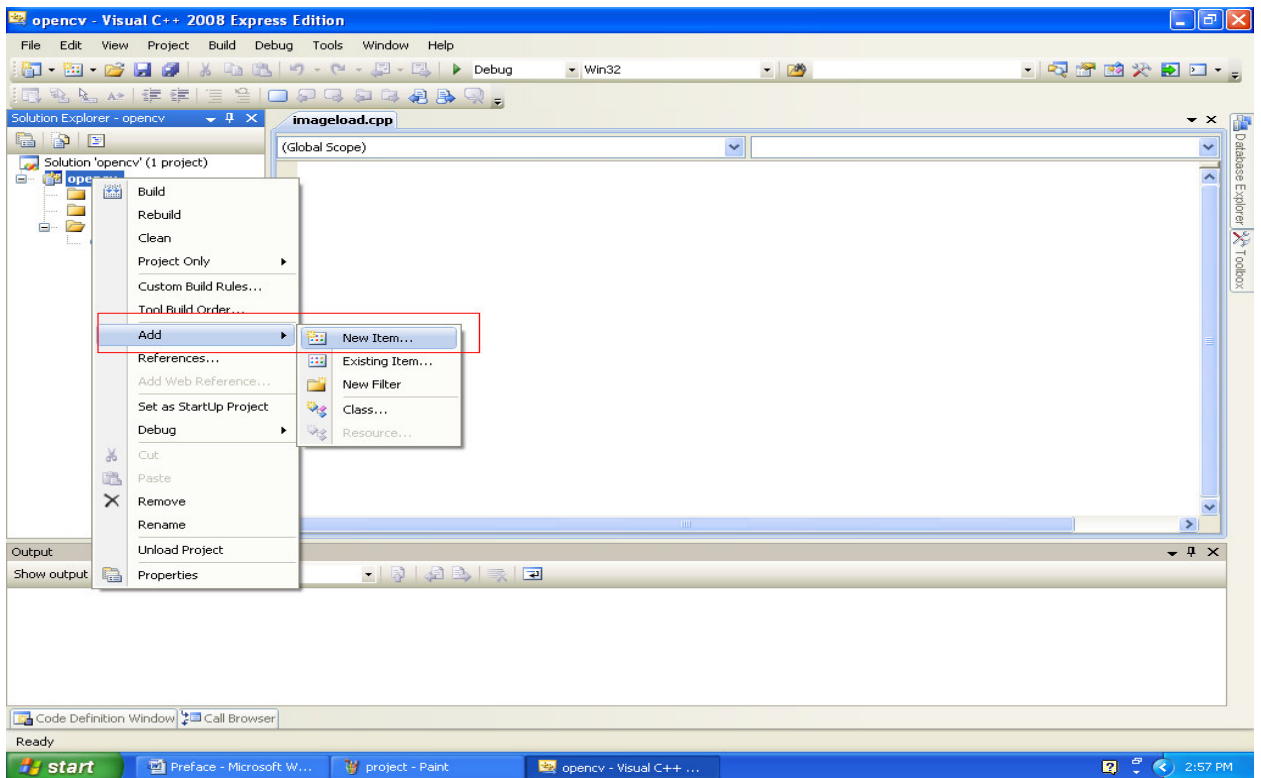 opencv - Visual C++ 2008 Express Edition
File Edit View Project Build Debug Tools Window Help
Debug Win32
Solution Explorer - opencv
imageload.cpp
(Global Scope)
Solution 'opencv' (1 project)
Build
Rebuild
Clean
Project Only
Custom Build Rules...
Tool Build Order...
Add
References...
Add Web Reference...
Set as StartUp Project
Debug
Cut
Paste
Remove
Rename
Unload Project
Properties
New Item...
Existing Item...
New Filter
Class...
Resource...
Database Explorer
Toolbox
Output
Show output
Code Definition Window Call Browser
Ready
start Preface - Microsoft W... project - Paint opencv - Visual C++ ... 2:57 PM